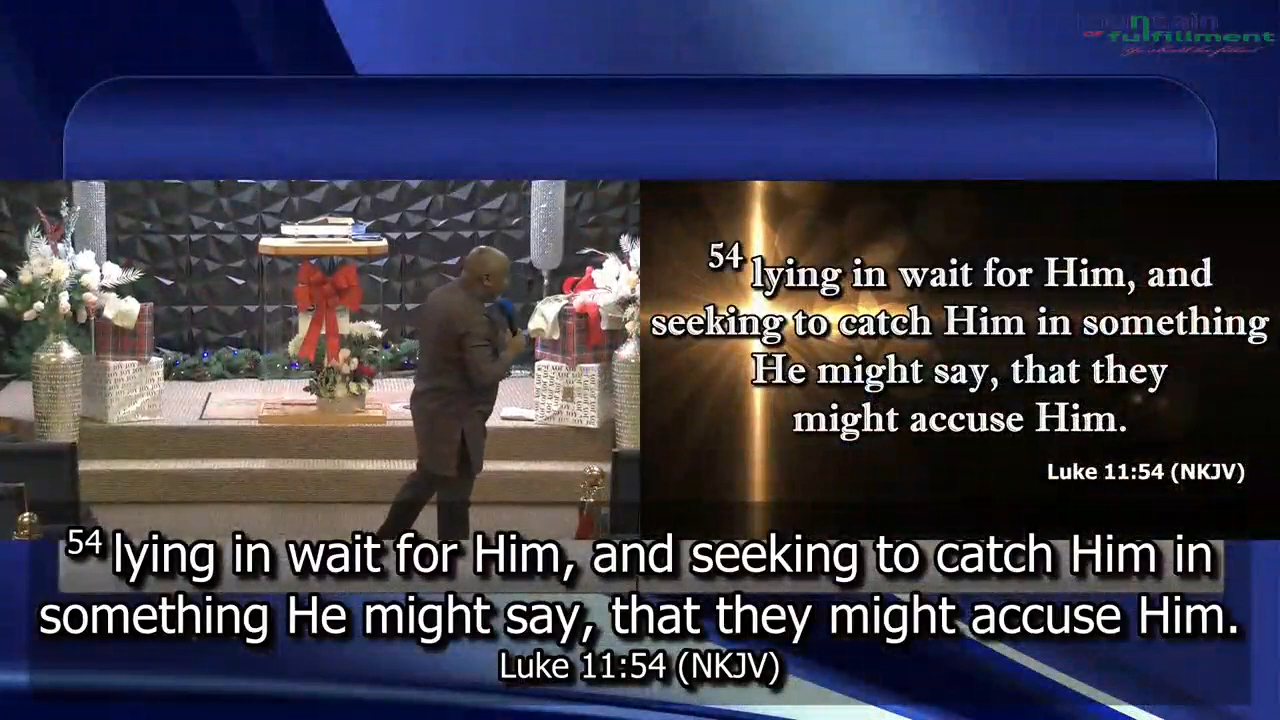 Mountain
of fulfillment
54 lying in wait for Him, and
seeking to catch Him in something
He might say, that they
might accuse Him.
Luke 11:54 (NKJV)
54 lying in wait for Him, and seeking to catch Him in
something He might say, that they might accuse Him.
Luke 11:54 (NKJV)